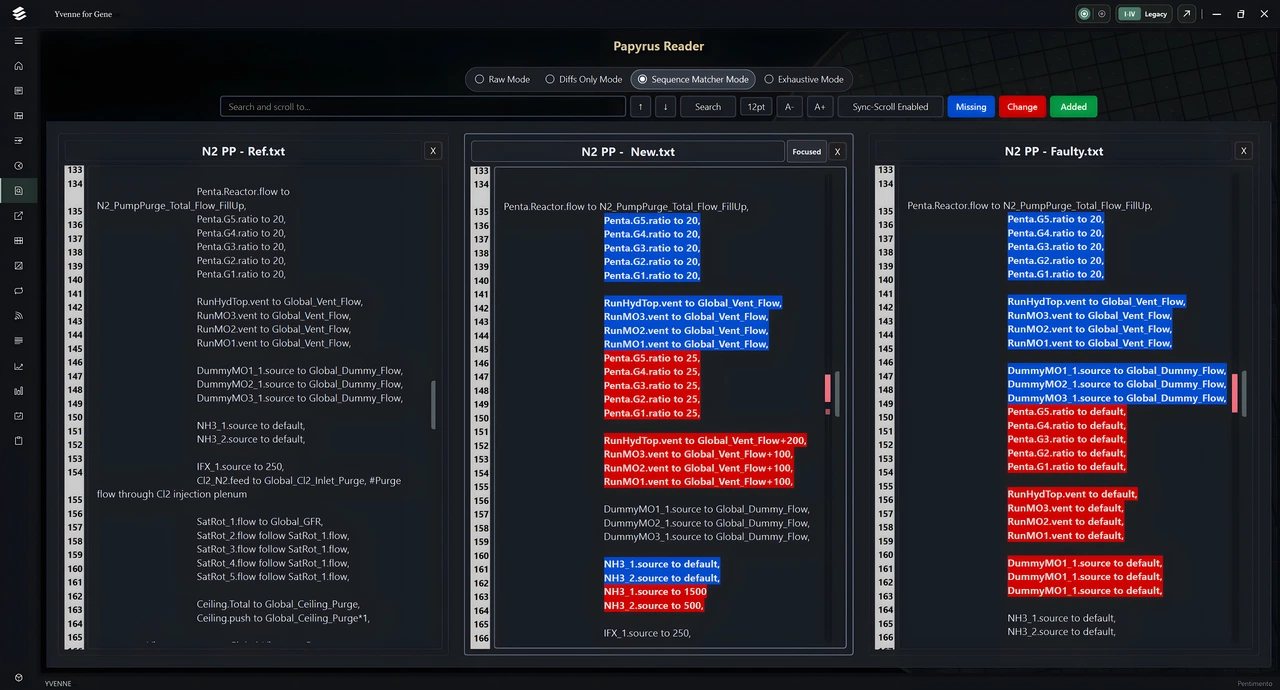 Yvenne for Gene
I-IV Legacy
Papyrus Reader
Raw Mode Diffs Only Mode Sequence Matcher Mode Exhaustive Mode
Search and scroll to... ↑ ↓ Search 12pt A- A+ Sync-Scroll Enabled Missing Change Added
N2 PP - Ref.txt X
133
134
Penta.Reactor.flow to
N2_PumpPurge_Total_Flow_FillUp,
135 Penta.G5.ratio to 20,
136 Penta.G4.ratio to 20,
137 Penta.G3.ratio to 20,
138 Penta.G2.ratio to 20,
139 Penta.G1.ratio to 20,
140
141 RunHydTop.vent to Global_Vent_Flow,
142 RunMO3.vent to Global_Vent_Flow,
143 RunMO2.vent to Global_Vent_Flow,
144 RunMO1.vent to Global_Vent_Flow,
145
146 DummyMO1_1.source to Global_Dummy_Flow,
147 DummyMO2_1.source to Global_Dummy_Flow,
148 DummyMO3_1.source to Global_Dummy_Flow,
149
150 NH3_1.source to default,
151 NH3_2.source to default,
152
153 IFX_1.source to 250,
154 Cl2_N2.feed to Global_Cl2_Inlet_Purge, #Purge
flow through Cl2 injection plenum
155
156 SatRot_1.flow to Global_GFR,
157 SatRot_2.flow follow SatRot_1.flow,
158 SatRot_3.flow follow SatRot_1.flow,
159 SatRot_4.flow follow SatRot_1.flow,
160 SatRot_5.flow follow SatRot_1.flow,
161
162 Ceiling.Total to Global_Ceiling_Purge,
163 Ceiling.push to Global_Ceiling_Purge*1,
164
165
N2 PP - New.txt Focused X
133
134
Penta.Reactor.flow to N2_PumpPurge_Total_Flow_FillUp,
135 Penta.G5.ratio to 20,
136 Penta.G4.ratio to 20,
137 Penta.G3.ratio to 20,
138 Penta.G2.ratio to 20,
139 Penta.G1.ratio to 20,
140
141 RunHydTop.vent to Global_Vent_Flow,
142 RunMO3.vent to Global_Vent_Flow,
143 RunMO2.vent to Global_Vent_Flow,
144 RunMO1.vent to Global_Vent_Flow,
145 Penta.G5.ratio to 25,
146 Penta.G4.ratio to 25,
147 Penta.G3.ratio to 25,
148 Penta.G2.ratio to 25,
149 Penta.G1.ratio to 25,
150
151 RunHydTop.vent to Global_Vent_Flow+200,
152 RunMO3.vent to Global_Vent_Flow+100,
153 RunMO2.vent to Global_Vent_Flow+100,
154 RunMO1.vent to Global_Vent_Flow+100,
155
156 DummyMO1_1.source to Global_Dummy_Flow,
157 DummyMO2_1.source to Global_Dummy_Flow,
158 DummyMO3_1.source to Global_Dummy_Flow,
159
160 NH3_1.source to default,
161 NH3_2.source to default,
162 NH3_1.source to 1500
163 NH3_2.source to 500,
164
165 IFX_1.source to 250,
166
N2 PP - Faulty.txt X
133
134
Penta.Reactor.flow to N2_PumpPurge_Total_Flow_FillUp,
135 Penta.G5.ratio to 20,
136 Penta.G4.ratio to 20,
137 Penta.G3.ratio to 20,
138 Penta.G2.ratio to 20,
139 Penta.G1.ratio to 20,
140
141 RunHydTop.vent to Global_Vent_Flow,
142 RunMO3.vent to Global_Vent_Flow,
143 RunMO2.vent to Global_Vent_Flow,
144 RunMO1.vent to Global_Vent_Flow,
145
146 DummyMO1_1.source to Global_Dummy_Flow,
147 DummyMO2_1.source to Global_Dummy_Flow,
148 DummyMO3_1.source to Global_Dummy_Flow,
149 Penta.G5.ratio to default,
150 Penta.G4.ratio to default,
151 Penta.G3.ratio to default,
152 Penta.G2.ratio to default,
153 Penta.G1.ratio to default,
154
155 RunHydTop.vent to default,
156 RunMO3.vent to default,
157 RunMO2.vent to default,
158 RunMO1.vent to default,
159
160 DummyMO1_1.source to default,
161 DummyMO1_1.source to default,
162 DummyMO1_1.source to default,
163
164 NH3_1.source to default,
165 NH3_2.source to default,
166
YVENNE
Pentimento